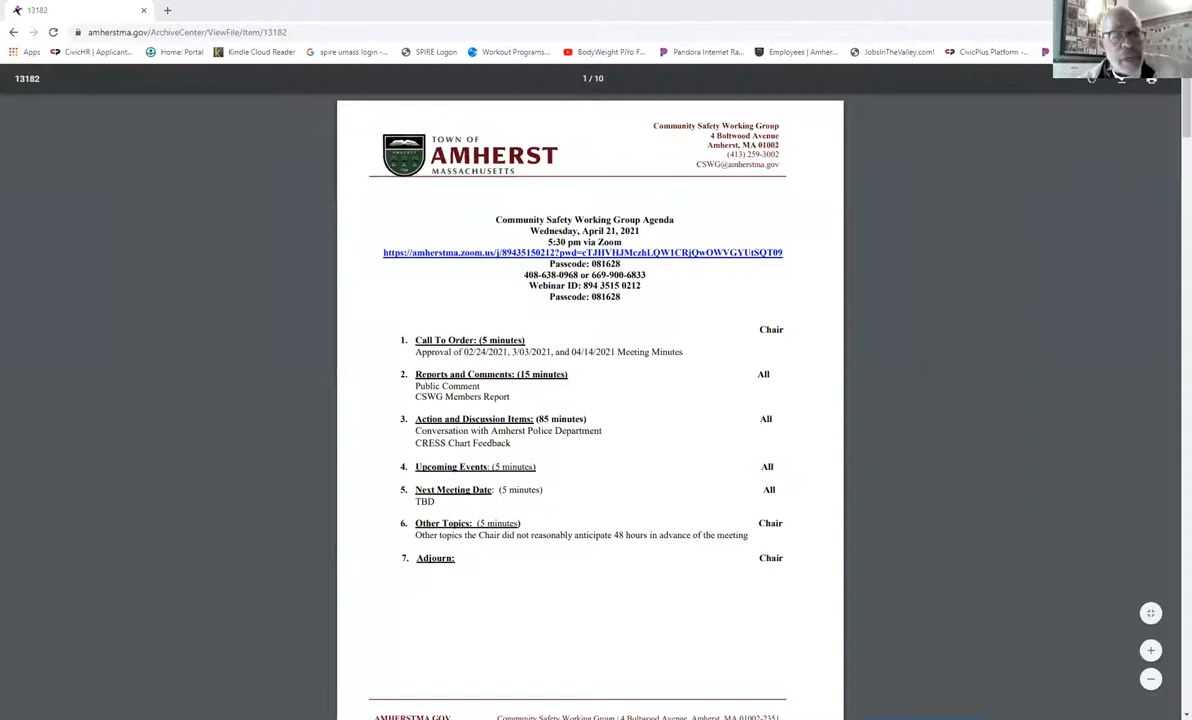 13182
amherstma.gov/ArchiveCenter/ViewFile/Item/13182
Apps CivicHR | Applicant... Home: Portal Kindle Cloud Reader spire umass login -... SPIRE Logon Workout Programs... BodyWeight PiYo F... Pandora Internet Ra... Employees | Amher... JobsInTheValley.com! CivicPlus Platform -...
13182
1 / 10
Community Safety Working Group
4 Boltwood Avenue
Amherst, MA 01002
(413) 259-3002
CSWG@amherstma.gov
TOWN OF
AMHERST
MASSACHUSETTS
Community Safety Working Group Agenda
Wednesday, April 21, 2021
5:30 pm via Zoom
https://amherstma.zoom.us/j/89435150212?pwd=cTJHVHJMczhLQW1CRjQwOWVGYUtSQT09
Passcode: 081628
408-638-0968 or 669-900-6833
Webinar ID: 894 3515 0212
Passcode: 081628
Chair
1. Call To Order: (5 minutes)
Approval of 02/24/2021, 3/03/2021, and 04/14/2021 Meeting Minutes
2. Reports and Comments: (15 minutes) All
Public Comment
CSWG Members Report
3. Action and Discussion Items: (85 minutes) All
Conversation with Amherst Police Department
CRESS Chart Feedback
4. Upcoming Events: (5 minutes) All
5. Next Meeting Date: (5 minutes) All
TBD
6. Other Topics: (5 minutes) Chair
Other topics the Chair did not reasonably anticipate 48 hours in advance of the meeting
7. Adjourn: Chair
AMHERSTMA.GOV Community Safety Working Group | 4 Boltwood Avenue, Amherst, MA 01002-2351